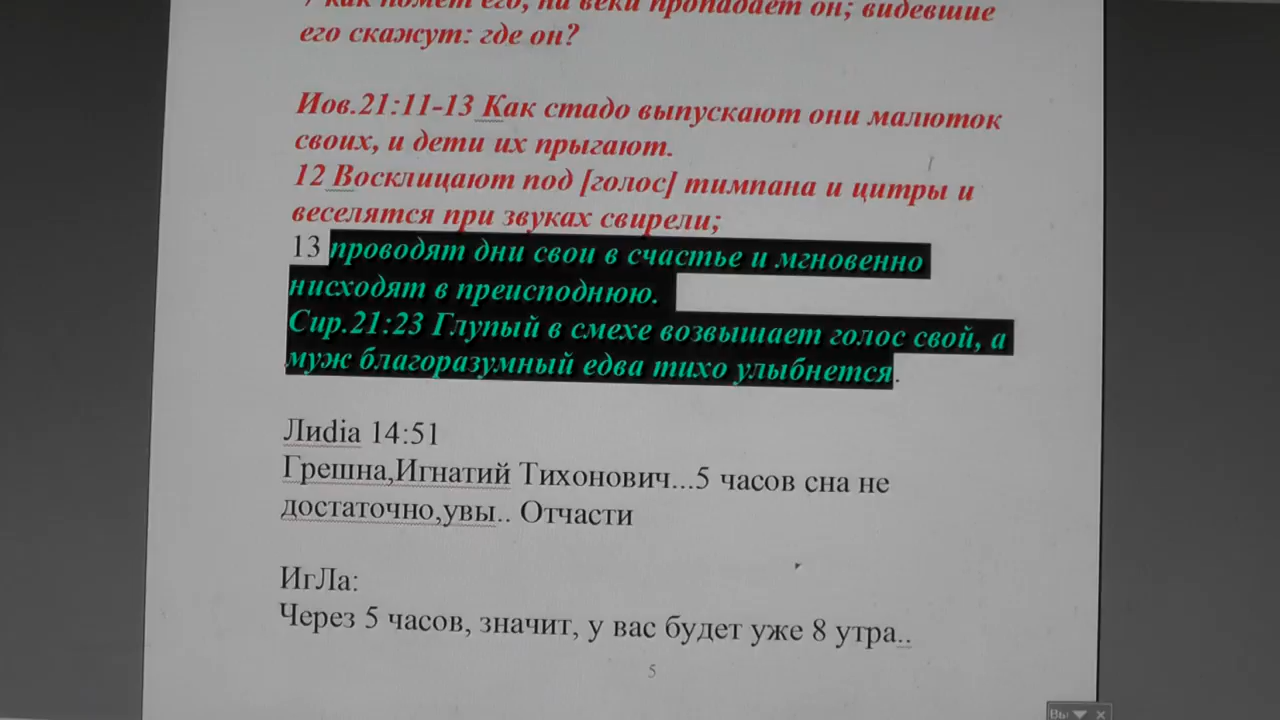 7 как помет его, на веки пропадает он; видевшие
его скажут: где он?
Иов.21:11-13 Как стадо выпускают они малюток
своих, и дети их прыгают.
12 Восклицают под [голос] тимпана и цитры и
веселятся при звуках свирели;
13 проводят дни свои в счастье и мгновенно
нисходят в преисподнюю.
Сир.21:23 Глупый в смехе возвышает голос свой, а
муж благоразумный едва тихо улыбнется.
Лиdia 14:51
Грешна,Игнатий Тихонович...5 часов сна не
достаточно,увы.. Отчасти
ИгЛа:
Через 5 часов, значит, у вас будет уже 8 утра..
5
Вы